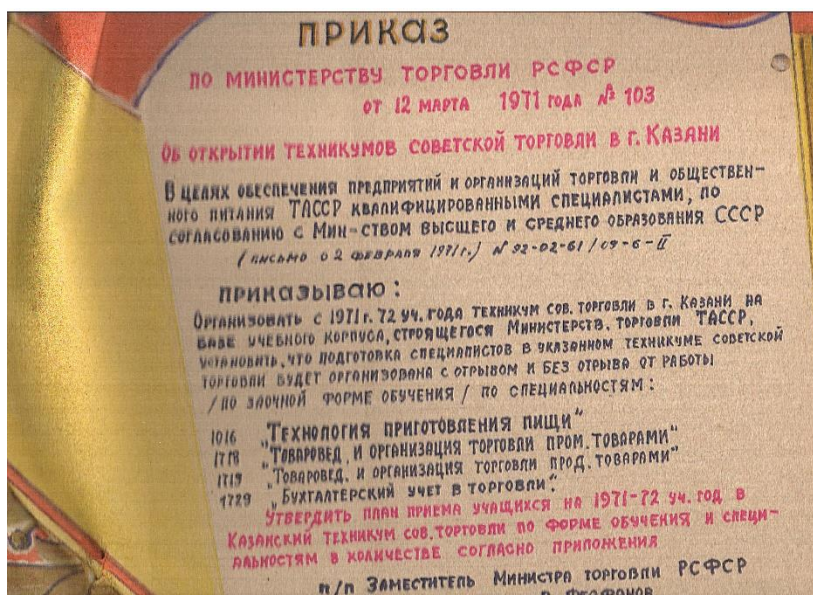 ПРИКАЗ
ПО МИНИСТЕРСТВУ ТОРГОВЛИ РСФСР
ОТ 12 МАРТА 1971 ГОДА № 103
ОБ ОТКРЫТИИ ТЕХНИКУМОВ СОВЕТСКОЙ ТОРГОВЛИ В Г. КАЗАНИ
В ЦЕЛЯХ ОБЕСПЕЧЕНИЯ ПРЕДПРИЯТИЙ И ОРГАНИЗАЦИЙ ТОРГОВЛИ И ОБЩЕСТВЕН-
НОГО ПИТАНИЯ ТАССР КВАЛИФИЦИРОВАННЫМИ СПЕЦИАЛИСТАМИ, ПО
СОГЛАСОВАНИЮ С МИН-СТВОМ ВЫСШЕГО И СРЕДНЕГО ОБРАЗОВАНИЯ СССР
(ПИСЬМО 02 ФЕВРАЛЯ 1971г.) № 92-02-61/09-6-II
ПРИКАЗЫВАЮ:
ОРГАНИЗОВАТЬ С 1971г. 72 УЧ. ГОДА ТЕХНИКУМ СОВ. ТОРГОВЛИ В Г. КАЗАНИ НА
БАЗЕ УЧЕБНОГО КОРПУСА, СТРОЯЩЕГОСЯ МИНИСТЕРСТВ. ТОРГОВЛИ ТАССР,
УСТАНОВИТЬ, ЧТО ПОДГОТОВКА СПЕЦИАЛИСТОВ В УКАЗАННОМ ТЕХНИКУМЕ СОВЕТСКОЙ
ТОРГОВЛИ БУДЕТ ОРГАНИЗОВАНА С ОТРЫВОМ И БЕЗ ОТРЫВА ОТ РАБОТЫ
/ ПО ЗАОЧНОЙ ФОРМЕ ОБУЧЕНИЯ / ПО СПЕЦИАЛЬНОСТЯМ:
1016 "ТЕХНОЛОГИЯ ПРИГОТОВЛЕНИЯ ПИЩИ"
1718 "ТОВАРОВЕД. И ОРГАНИЗАЦИЯ ТОРГОВЛИ ПРОМ. ТОВАРАМИ"
1719 "ТОВАРОВЕД. И ОРГАНИЗАЦИЯ ТОРГОВЛИ ПРОД. ТОВАРАМИ"
1729 "БУХГАЛТЕРСКИЙ УЧЕТ В ТОРГОВЛИ".
УТВЕРДИТЬ ПЛАН ПРИЕМА УЧАЩИХСЯ НА 1971-72 УЧ. ГОД В
КАЗАНСКИЙ ТЕХНИКУМ СОВ. ТОРГОВЛИ ПО ФОРМЕ ОБУЧЕНИЯ И СПЕЦИ-
АЛЬНОСТЯМ В КОЛИЧЕСТВЕ СОГЛАСНО ПРИЛОЖЕНИЯ
П/П ЗАМЕСТИТЕЛЬ МИНИСТРА ТОРГОВЛИ РСФСР